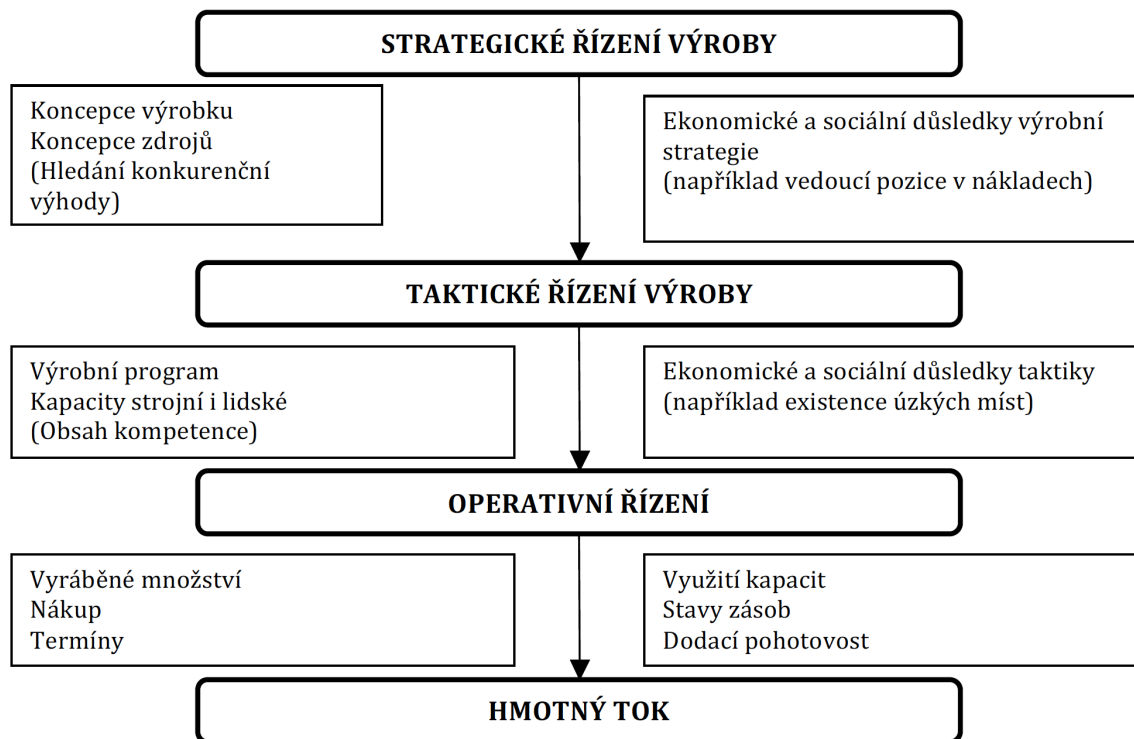 STRATEGICKÉ ŘÍZENÍ VÝROBY
Koncepce výrobku
Koncepce zdrojů
(Hledání konkurenční
výhody)
Ekonomické a sociální důsledky výrobní
strategie
(například vedoucí pozice v nákladech)
TAKTICKÉ ŘÍZENÍ VÝROBY
Výrobní program
Kapacity strojní i lidské
(Obsah kompetence)
Ekonomické a sociální důsledky taktiky
(například existence úzkých míst)
OPERATIVNÍ ŘÍZENÍ
Vyráběné množství
Nákup
Termíny
Využití kapacit
Stavy zásob
Dodací pohotovost
HMOTNÝ TOK